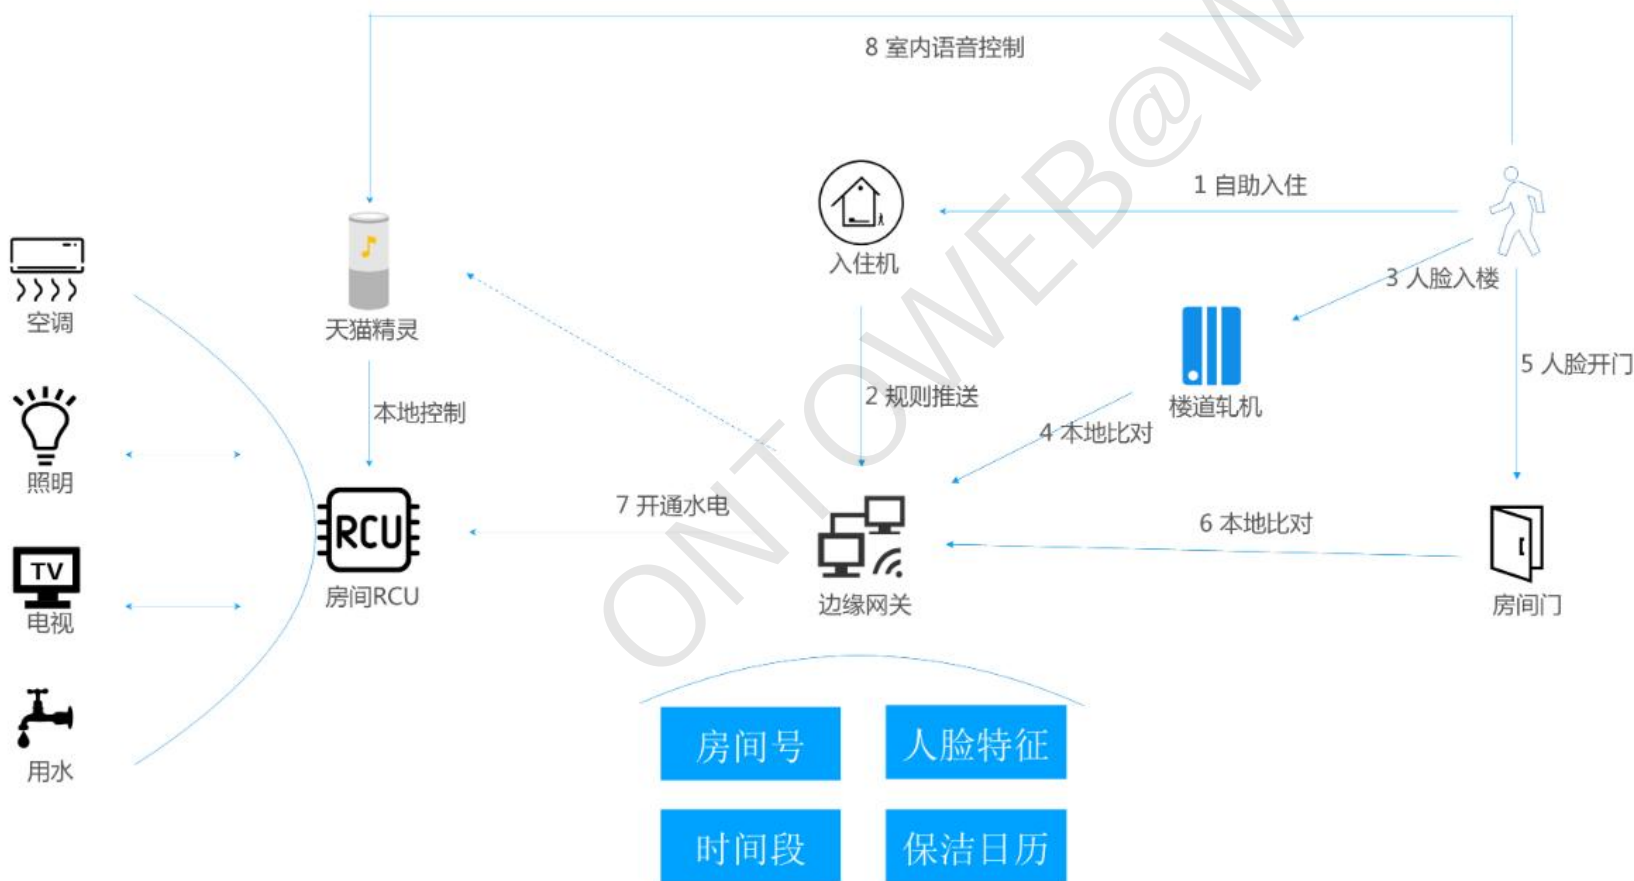 8 室内语音控制
1 自助入住
入住机
3 人脸入楼
天猫精灵
空调
5 人脸开门
2 规则推送
楼道轧机
本地控制
4 本地比对
照明
7 开通水电
6 本地比对
RCU
TV
房间RCU
边缘网关
房间门
电视
用水
房间号
人脸特征
时间段
保洁日历
ONTOWEB@W